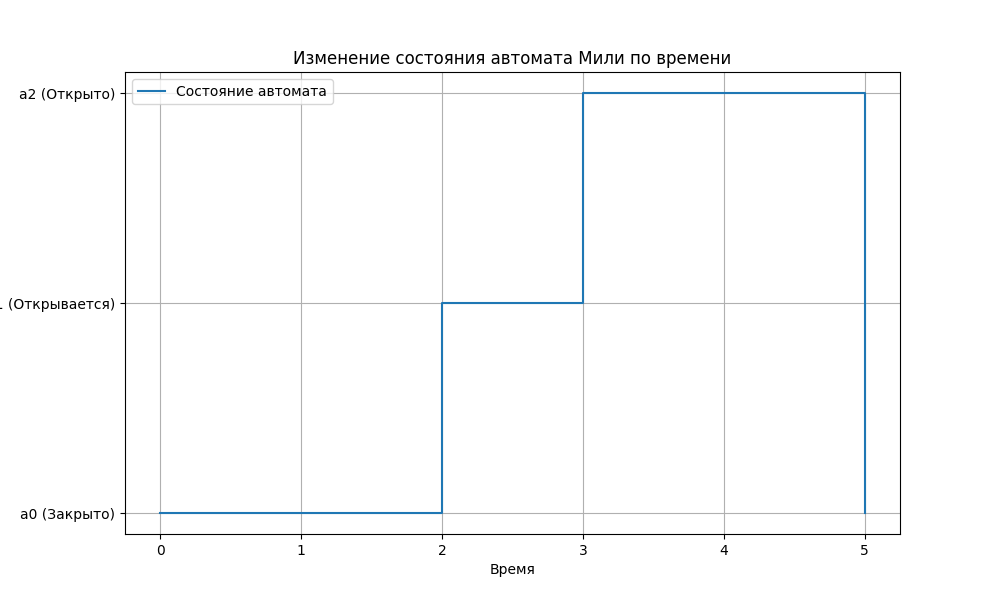 Изменение состояния автомата Мили по времени
Состояние автомата
a2 (Открыто)
(Открывается)
a0 (Закрыто)
0 1 2 3 4 5
Время